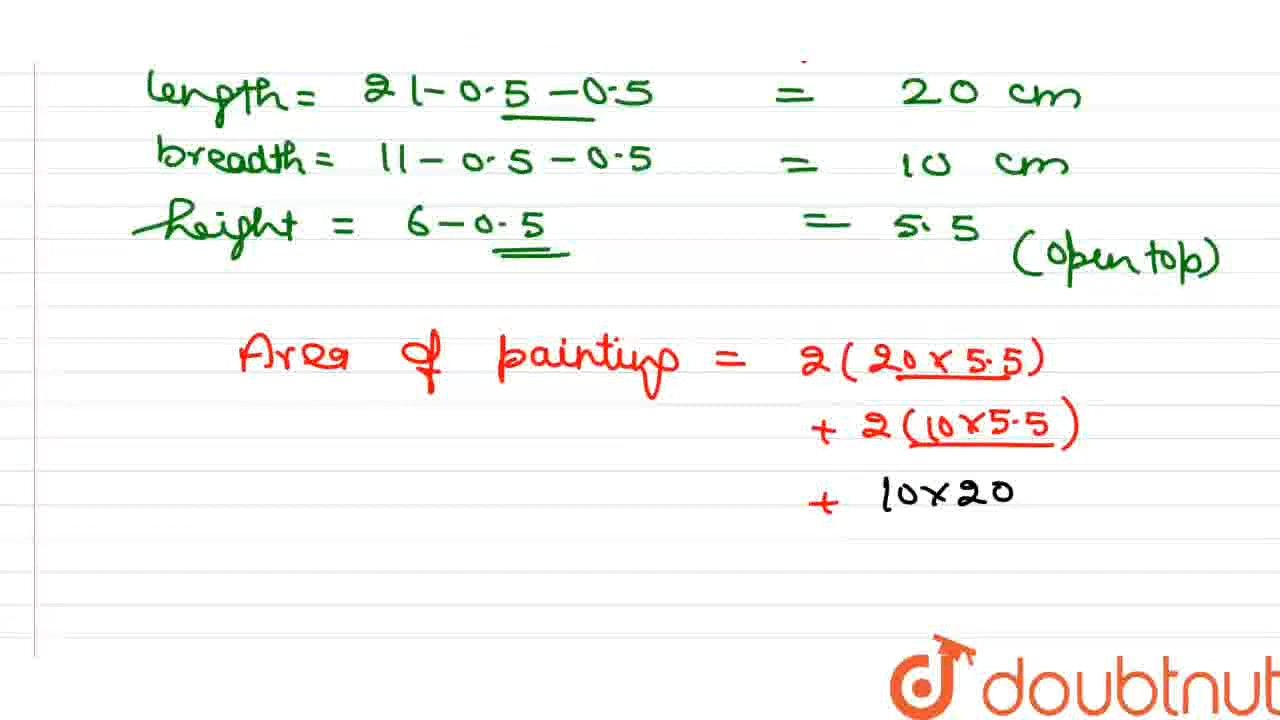 length = 21 - 0.5 - 0.5 = 20 cm
breadth = 11 - 0.5 - 0.5 = 10 cm
height = 6 - 0.5 = 5.5 (open top)
Area of painting = 2 (20 × 5.5)
+ 2 (10 × 5.5)
+ 10 × 20
doubtnut